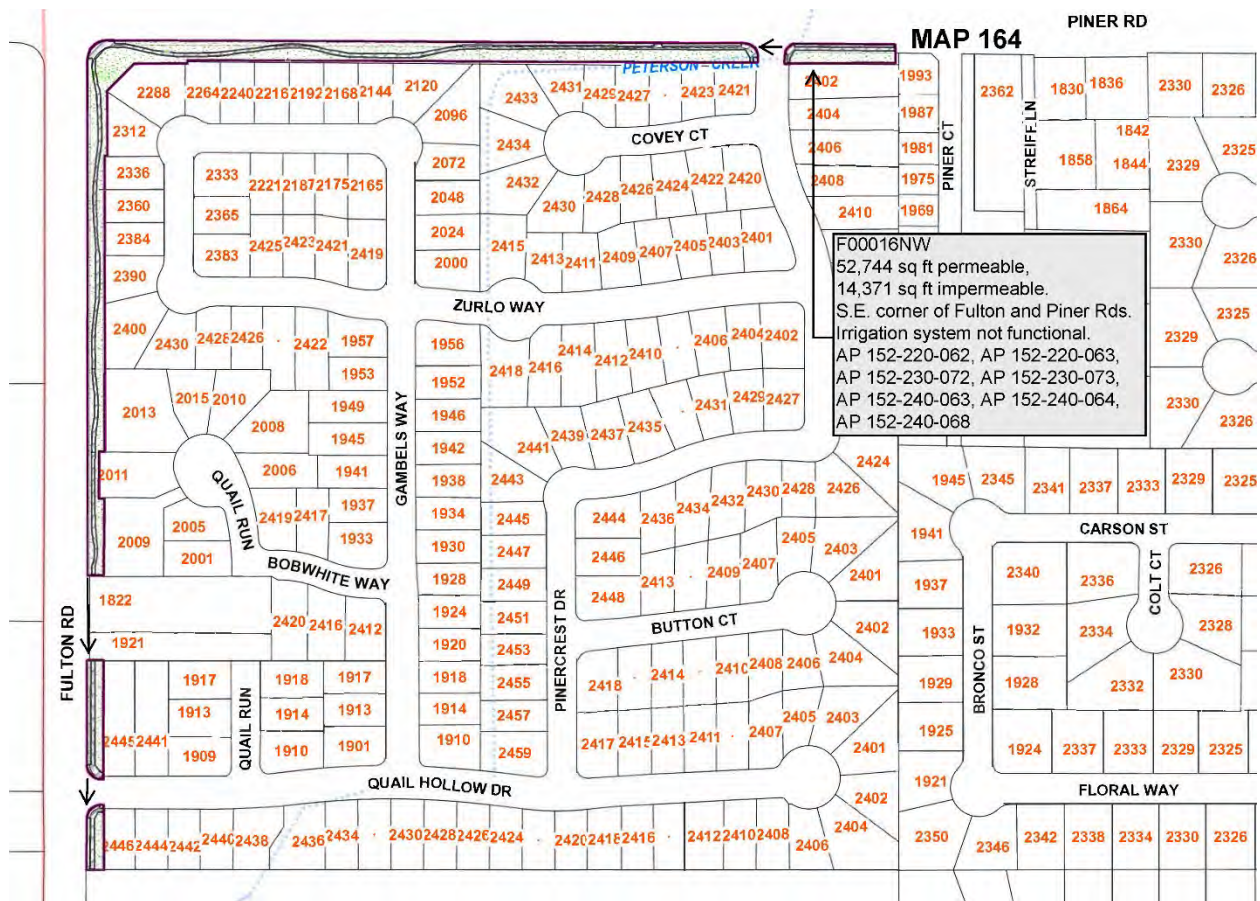 PINER RD
MAP 164
PETERSON CREEK
2288 2264 2240 2216 2192 2168 2144 2120
2096
2433 2431 2429 2427 2423 2421
2402
1993
2362
1830 1836
2330 2326
2312
2434
COVEY CT
2404
1987
PINER CT
STREIFF LN
1842
2325
2336
2333 2221 2187 2175 2165
2072
2432
2430 2428 2426 2424 2422 2420
2406
1981
1858 1844
2329
2360
2365
2048
2408
1975
1864
2384
2383 2425 2423 2421 2419
2024
2415 2413 2411 2409 2407 2405 2403 2401
2410
1969
2330
2326
2390
2000
F00016NW
52,744 sq ft permeable,
14,371 sq ft impermeable.
S.E. corner of Fulton and Piner Rds.
Irrigation system not functional.
AP 152-220-062, AP 152-220-063,
AP 152-230-072, AP 152-230-073,
AP 152-240-063, AP 152-240-064,
AP 152-240-068
ZURLO WAY
2400
2430 2428 2426 2422
1957
1953
1956
2418 2416 2414 2412 2410 2406 2404 2402
2325
2329
2013
2015 2010
2008
1949
1952
2330
2326
1945
1946
2441 2439 2437 2435 2431 2429 2427
GAMBELS WAY
1942
2011
2006
1941
1938
2443
2424
1945 2345 2341 2337 2333 2329 2325
QUAIL RUN
2419 2417
1937
1934
2445
2444 2436 2434 2432 2430 2428 2426
2009
2005
1933
1930
2447
2446
2405 2403
1941
CARSON ST
2001
BOBWHITE WAY
1928
2449
2448 2413 2409 2407
2401
1937
2340 2336
COLT CT
2326
1822
1924
2451
BUTTON CT
2402
1933
1932 2334
2328
FULTON RD
1921
2420 2416 2412
1920
2453
PINERCREST DR
2418 2414 2410 2408 2406 2404
1929
BRONCO ST
1928
2332 2330
1917
1918
1917
1918
2455
1913
QUAIL RUN
1914
1913
1914
2457
2417 2415 2413 2411 2407 2405 2403
1925
2445 2441
1909
1910
1901
1910
2459
2401
1924 2337 2333 2329 2325
QUAIL HOLLOW DR
2402
1921
FLORAL WAY
2446 2444 2442 2440 2438 2436 2434 2430 2428 2426 2424 2420 2418 2416 2412 2410 2408 2406 2404
2350 2346 2342 2338 2334 2330 2326